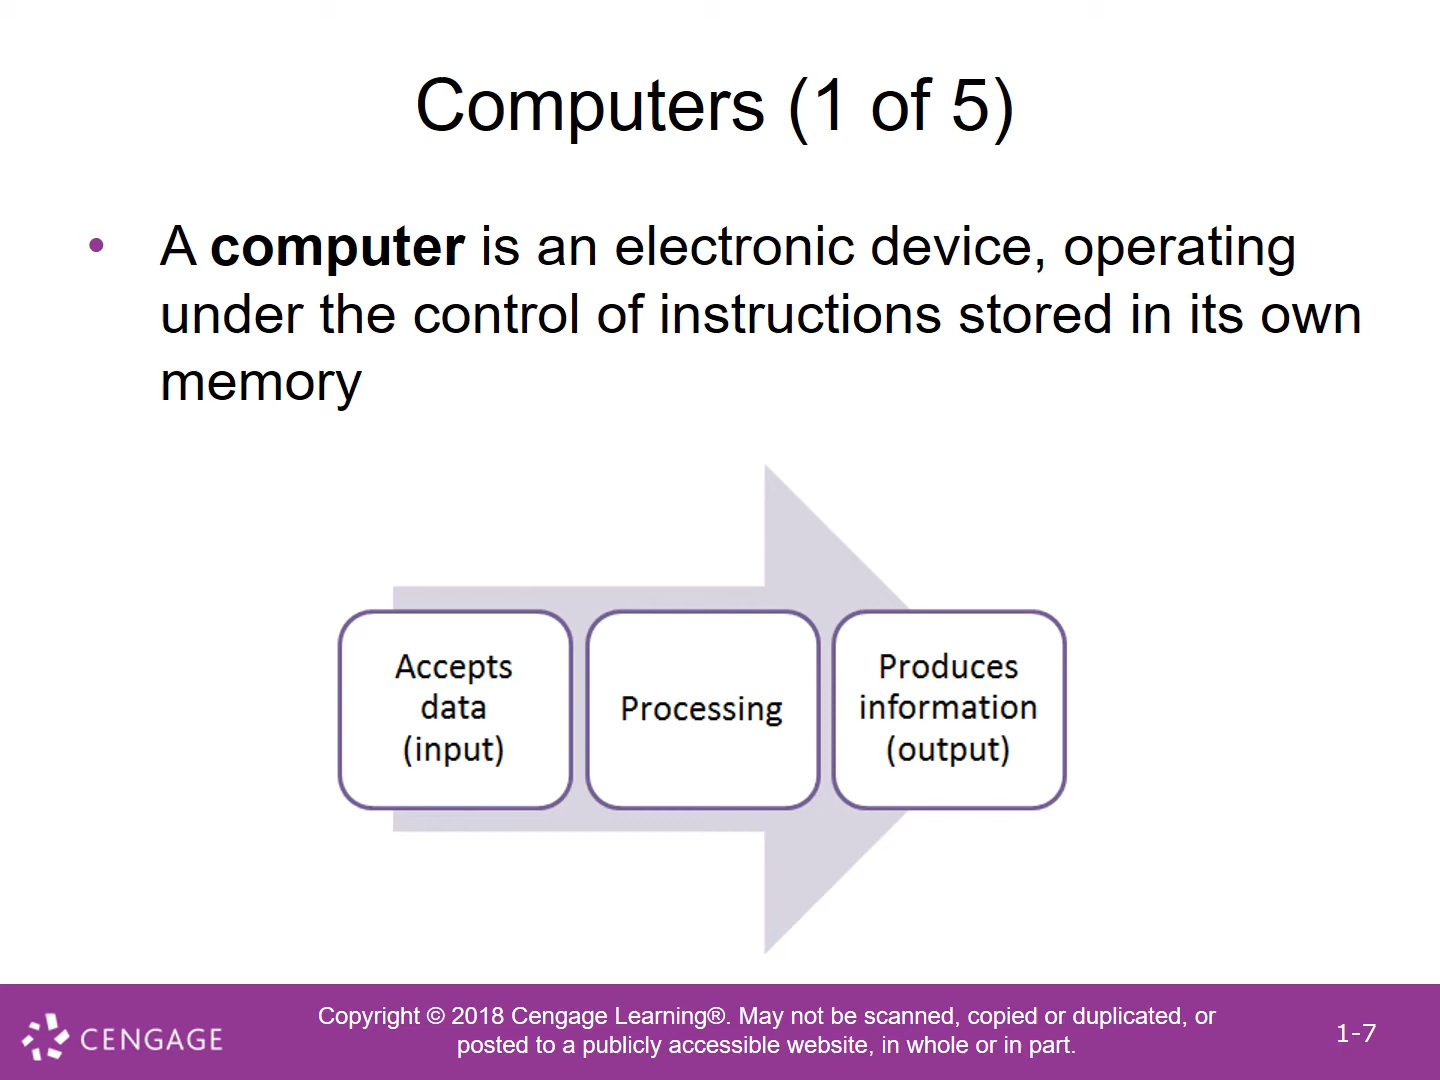 Computers (1 of 5)
• A computer is an electronic device, operating
under the control of instructions stored in its own
memory
Accepts
data
(input)
Processing
Produces
information
(output)
CENGAGE
Copyright © 2018 Cengage Learning®. May not be scanned, copied or duplicated, or
posted to a publicly accessible website, in whole or in part.
1-7